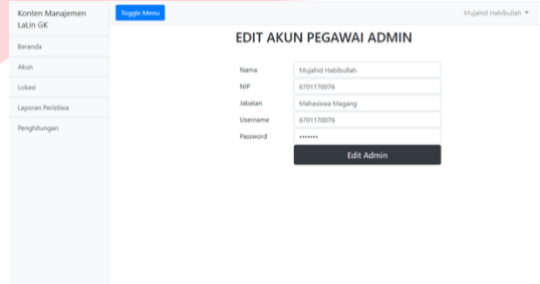 Konten Manajemen
LaLin GK
Toggle Menu
Mujahid Habibullah
Beranda
Akun
Lokasi
Laporan Peristiwa
Penghitungan
EDIT AKUN PEGAWAI ADMIN
Nama Mujahid Habibullah
NIP 6701170076
Jabatan Mahasiswa Magang
Username 6701170076
Password •••••••
Edit Admin